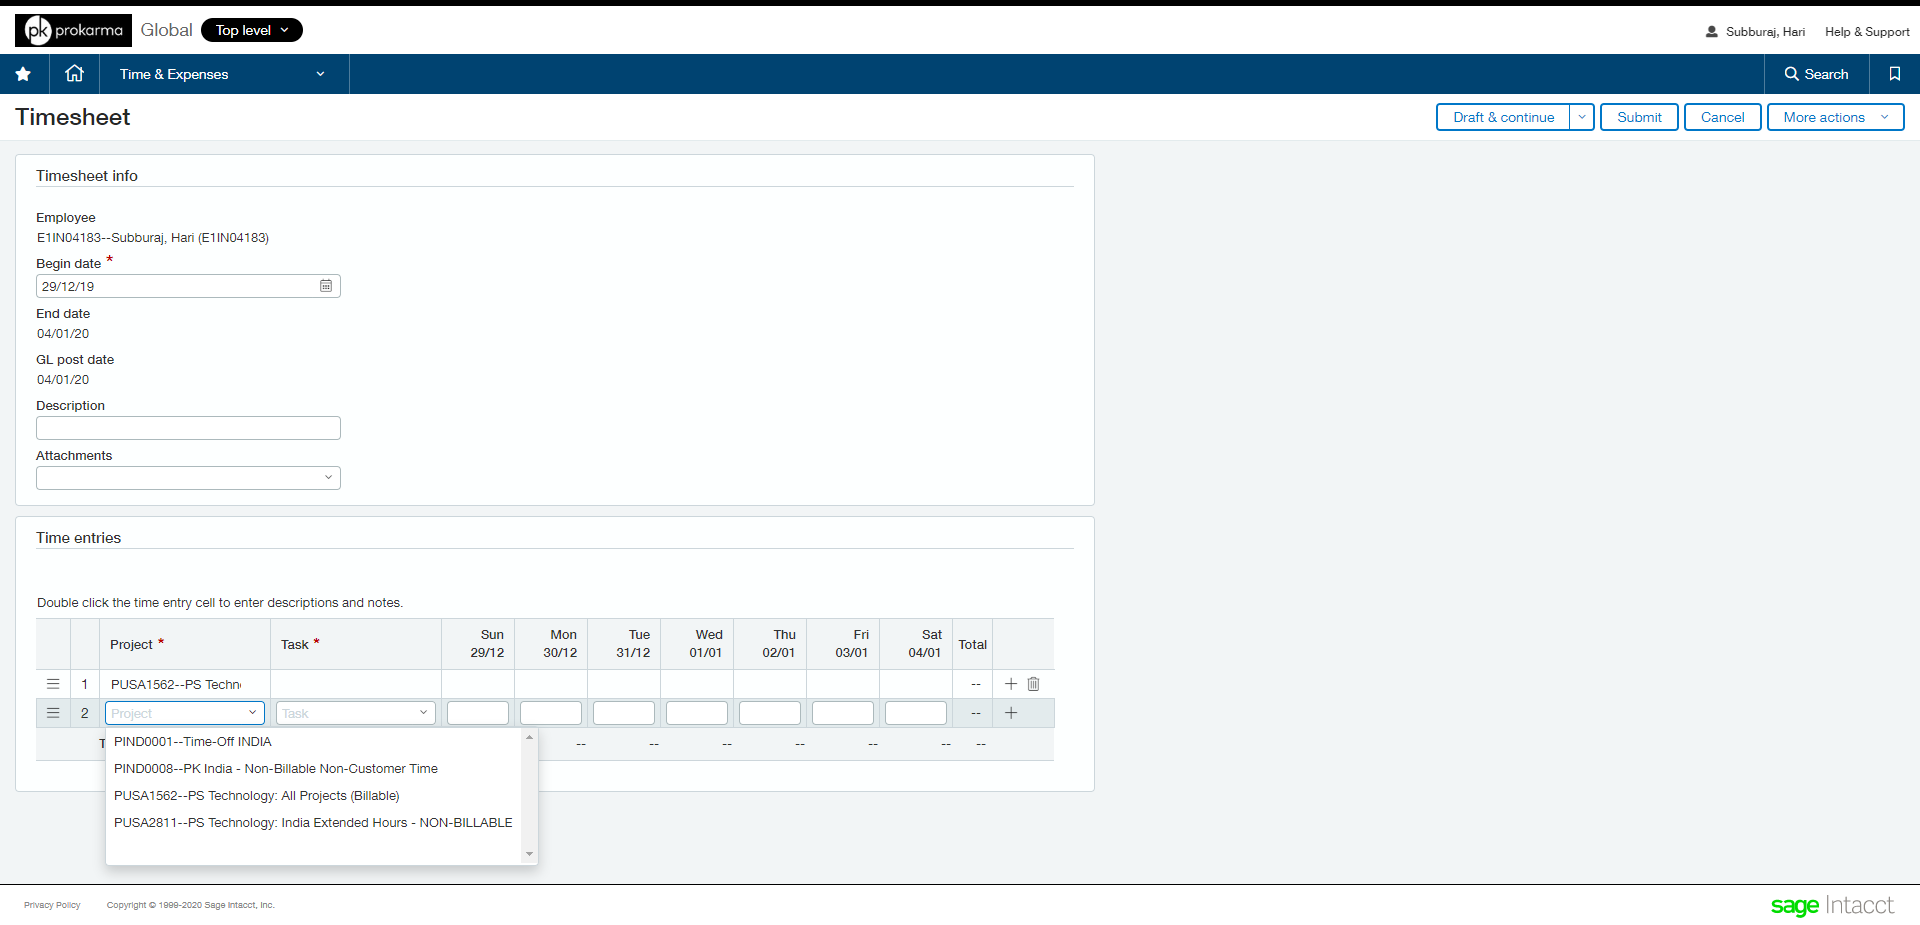 pk prokarma Global Top level
Subburaj, Hari Help & Support
Time & Expenses Search
Timesheet
Draft & continue Submit Cancel More actions
Timesheet info
Employee
E1IN04183--Subburaj, Hari (E1IN04183)
Begin date *
29/12/19
End date
04/01/20
GL post date
04/01/20
Description
Attachments
Time entries
Double click the time entry cell to enter descriptions and notes.
Project * Task * Sun 29/12 Mon 30/12 Tue 31/12 Wed 01/01 Thu 02/01 Fri 03/01 Sat 04/01 Total
1 PUSA1562--PS Techn --
2 Project Task --
T -- -- -- -- -- -- --
PIND0001--Time-Off INDIA
PIND0008--PK India - Non-Billable Non-Customer Time
PUSA1562--PS Technology: All Projects (Billable)
PUSA2811--PS Technology: India Extended Hours - NON-BILLABLE
Privacy Policy Copyright © 1999-2020 Sage Intacct, Inc.
sage Intacct